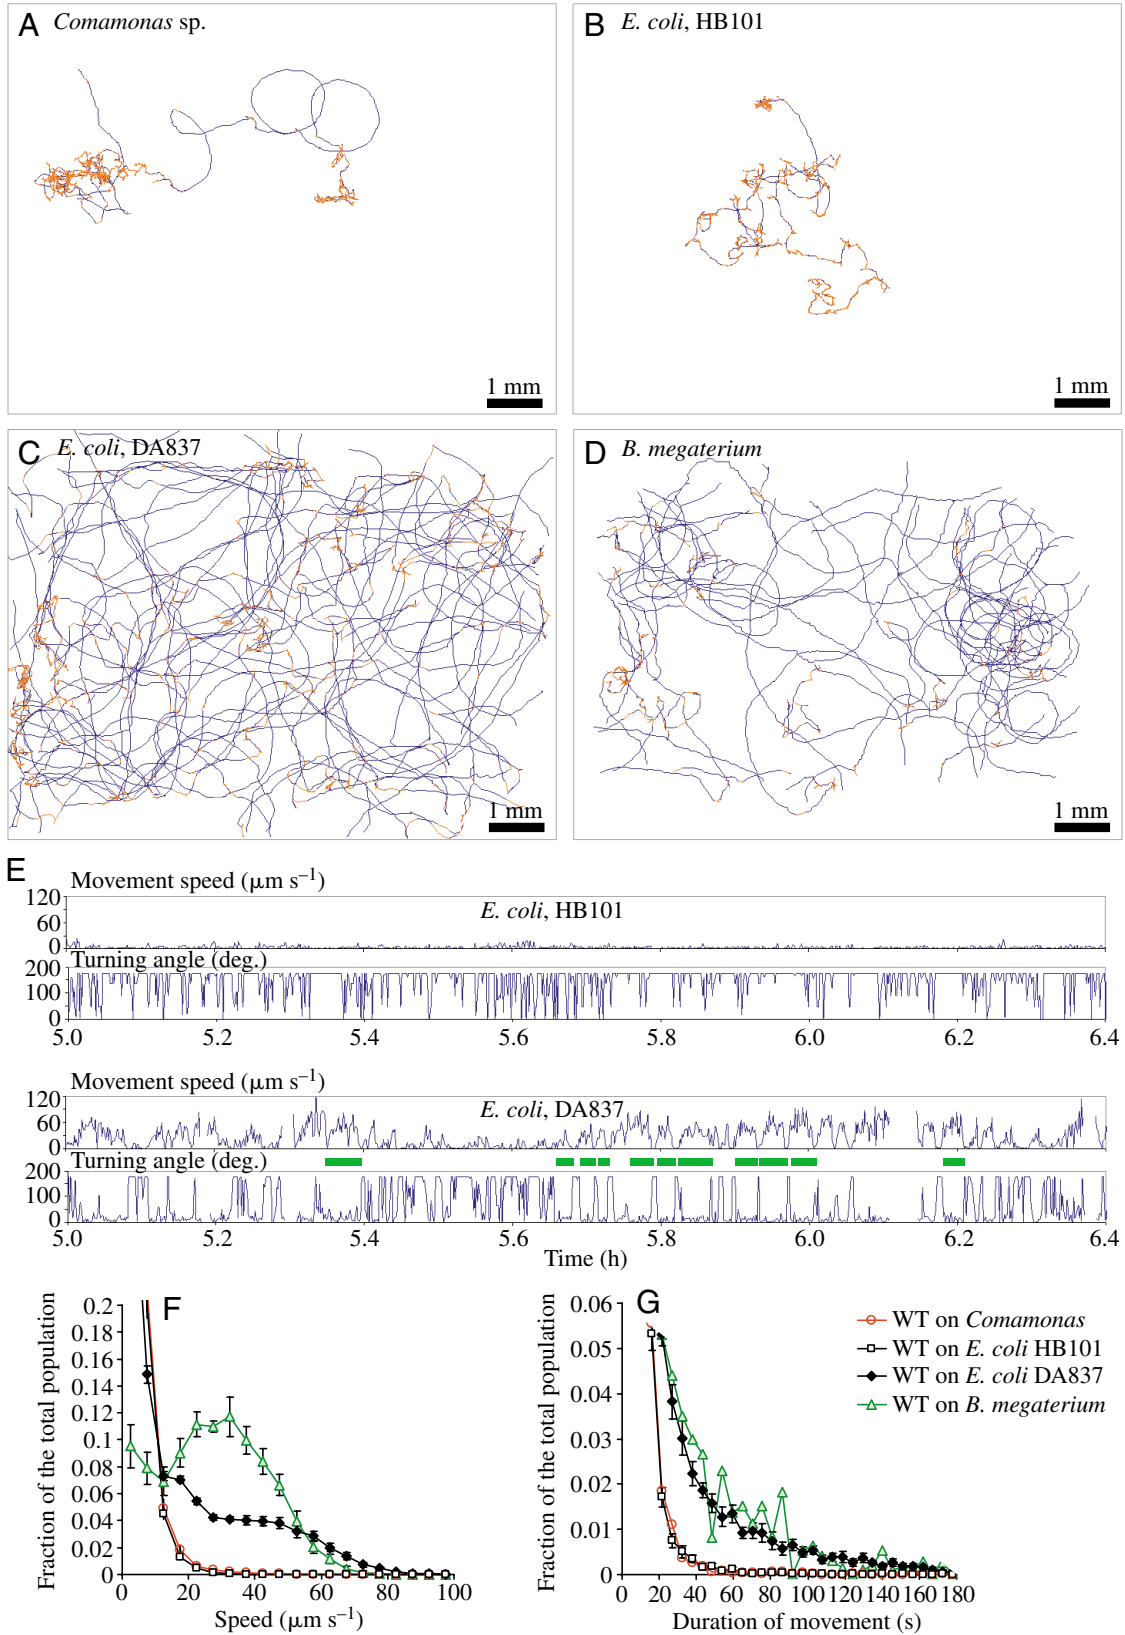 A Comamonas sp.
B E. coli, HB101
1 mm
1 mm
C E. coli, DA837
D B. megaterium
1 mm
1 mm
E
Movement speed (μm s⁻¹)
120
60
0
E. coli, HB101
Turning angle (deg.)
200
100
0
5.0 5.2 5.4 5.6 5.8 6.0 6.2 6.4
Movement speed (μm s⁻¹)
120
60
0
E. coli, DA837
Turning angle (deg.)
200
100
0
5.0 5.2 5.4 5.6 5.8 6.0 6.2 6.4
Time (h)
F
Fraction of the total population
0.2
0.18
0.16
0.14
0.12
0.1
0.08
0.06
0.04
0.02
0
0 20 40 60 80 100
Speed (μm s⁻¹)
G
Fraction of the total population
0.06
0.05
0.04
0.03
0.02
0.01
0
0 20 40 60 80 100 120 140 160 180
Duration of movement (s)
WT on Comamonas
WT on E. coli HB101
WT on E. coli DA837
WT on B. megaterium